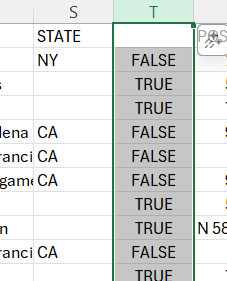 S T
STATE POS
NY FALSE
TRUE
TRUE
lena CA FALSE
ranci CA FALSE
game CA FALSE
TRUE
n TRUE N 58
ranci CA FALSE
TRUE